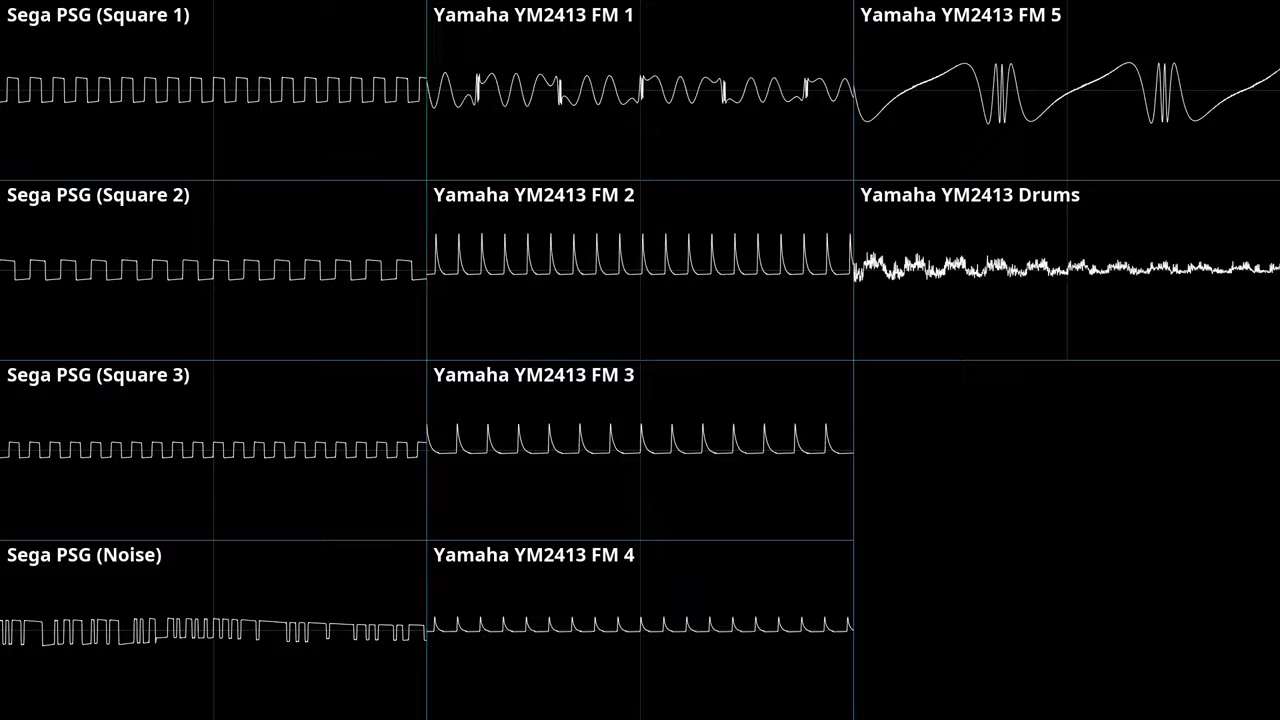 Sega PSG (Square 1)
Yamaha YM2413 FM 1
Yamaha YM2413 FM 5
Sega PSG (Square 2)
Yamaha YM2413 FM 2
Yamaha YM2413 Drums
Sega PSG (Square 3)
Yamaha YM2413 FM 3
Sega PSG (Noise)
Yamaha YM2413 FM 4